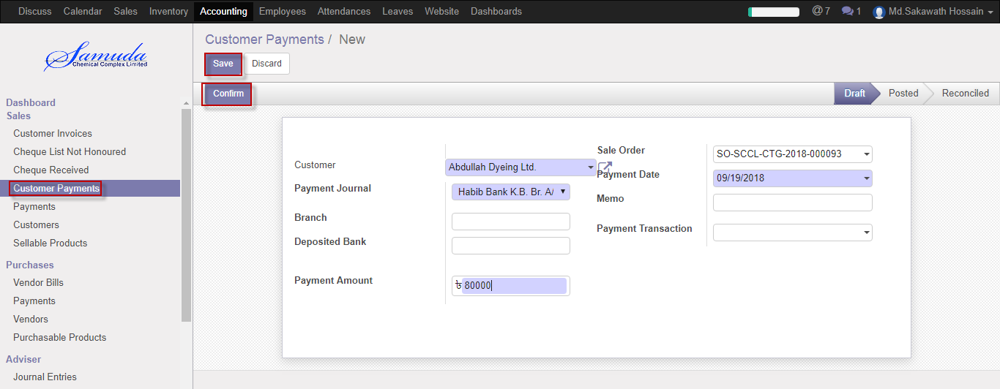 Discuss Calendar Sales Inventory Accounting Employees Attendances Leaves Website Dashboards @ 7 1 Md.Sakawath Hossain
Samuda
Chemical Complex Limited
Dashboard
Sales
Customer Invoices
Cheque List Not Honoured
Cheque Received
Customer Payments
Payments
Customers
Sellable Products
Purchases
Vendor Bills
Payments
Vendors
Purchasable Products
Adviser
Journal Entries
Customer Payments / New
Save Discard
Confirm
Draft Posted Reconciled
Customer Abdullah Dyeing Ltd.
Payment Journal Habib Bank K.B. Br. A/
Branch
Deposited Bank
Payment Amount ৳ 80000
Sale Order SO-SCCL-CTG-2018-000093
Payment Date 09/19/2018
Memo
Payment Transaction